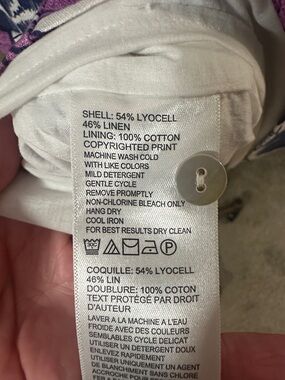 SHELL: 54% LYOCELL
46% LINEN
LINING: 100% COTTON
COPYRIGHTED PRINT
MACHINE WASH COLD
WITH LIKE COLORS
MILD DETERGENT
GENTLE CYCLE
REMOVE PROMPTLY
NON-CHLORINE BLEACH ONLY
HANG DRY
COOL IRON
FOR BEST RESULTS DRY CLEAN
P
COQUILLE: 54% LYOCELL
46% LIN
DOUBLURE: 100% COTON
TEXT PROTÉGÉ PAR DROIT
D'AUTEUR
LAVER A LA MACHINE A L'EAU
FROIDE AVEC DES COULEURS
SEMBLABLES CYCLE DELICAT
UTILISER UN DETERGENT DOUX
ENLEVEZ RAPIDEMENT
UTILISER UNIQUEMENT UN AGENT
DE BLANCHIMENT SANS CHLORE